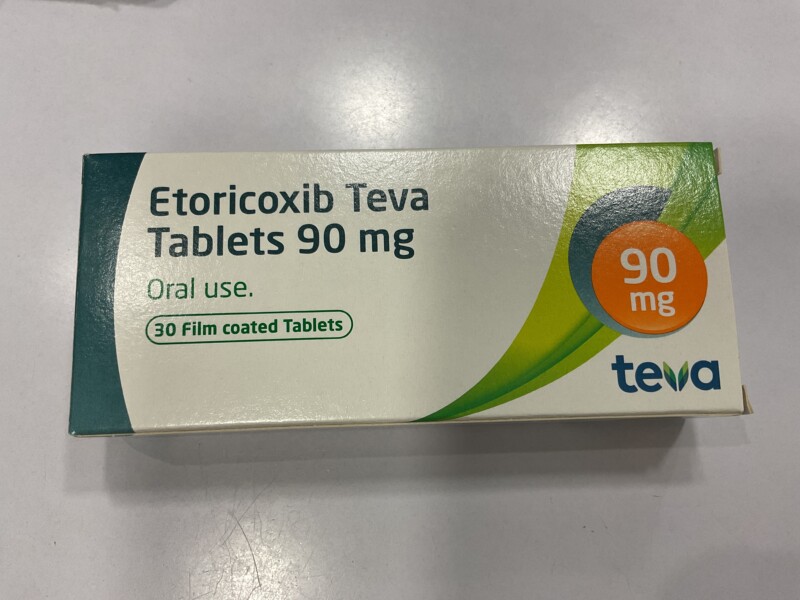 Etoricoxib Teva
Tablets 90 mg
Oral use.
30 Film coated Tablets
90
mg
teva